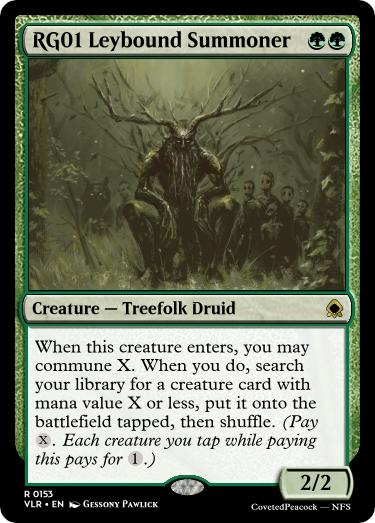 RG01 Leybound Summoner
Creature — Treefolk Druid
When this creature enters, you may
commune X. When you do, search
your library for a creature card with
mana value X or less, put it onto the
battlefield tapped, then shuffle. (Pay
X. Each creature you tap while paying
this pays for 1.)
2/2
R 0153
VLR • EN Gessony Pawlick
CovetedPeacock — NFS